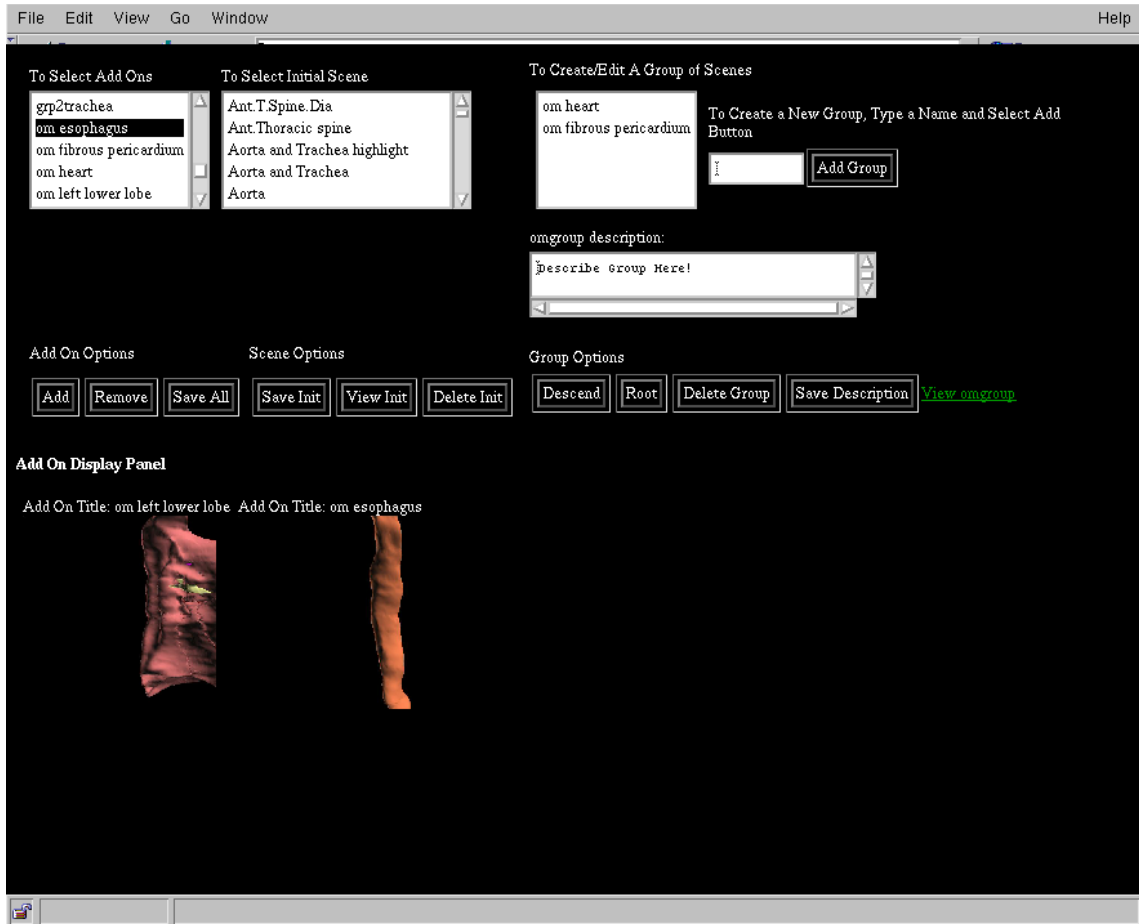 File Edit View Go Window Help
To Select Add Ons
grp2trachea
om esophagus
om fibrous pericardium
om heart
om left lower lobe
To Select Initial Scene
Ant.T.Spine.Dia
Ant.Thoracic spine
Aorta and Trachea highlight
Aorta and Trachea
Aorta
To Create/Edit A Group of Scenes
om heart
om fibrous pericardium
To Create a New Group, Type a Name and Select Add
Button
Add Group
omgroup description:
Describe Group Here!
Add On Options
Add Remove Save All
Scene Options
Save Init View Init Delete Init
Group Options
Descend Root Delete Group Save Description View omgroup
Add On Display Panel
Add On Title: om left lower lobe Add On Title: om esophagus